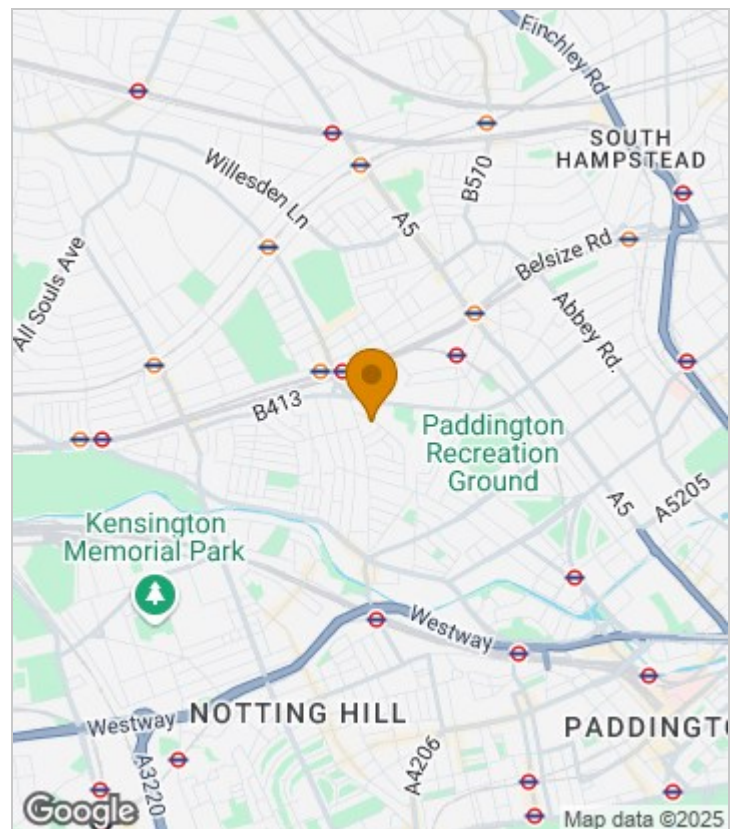 Finchley Rd
SOUTH
HAMPSTEAD
Willesden Ln
B570
A5
All Souls Ave
Belsize Rd
Abbey Rd.
B413
Paddington
Recreation
Ground
A5205
A5
Kensington
Memorial Park
Westway
NOTTING HILL
Westway
PADDINGT
A4206
A3220
Google
Map data ©2025